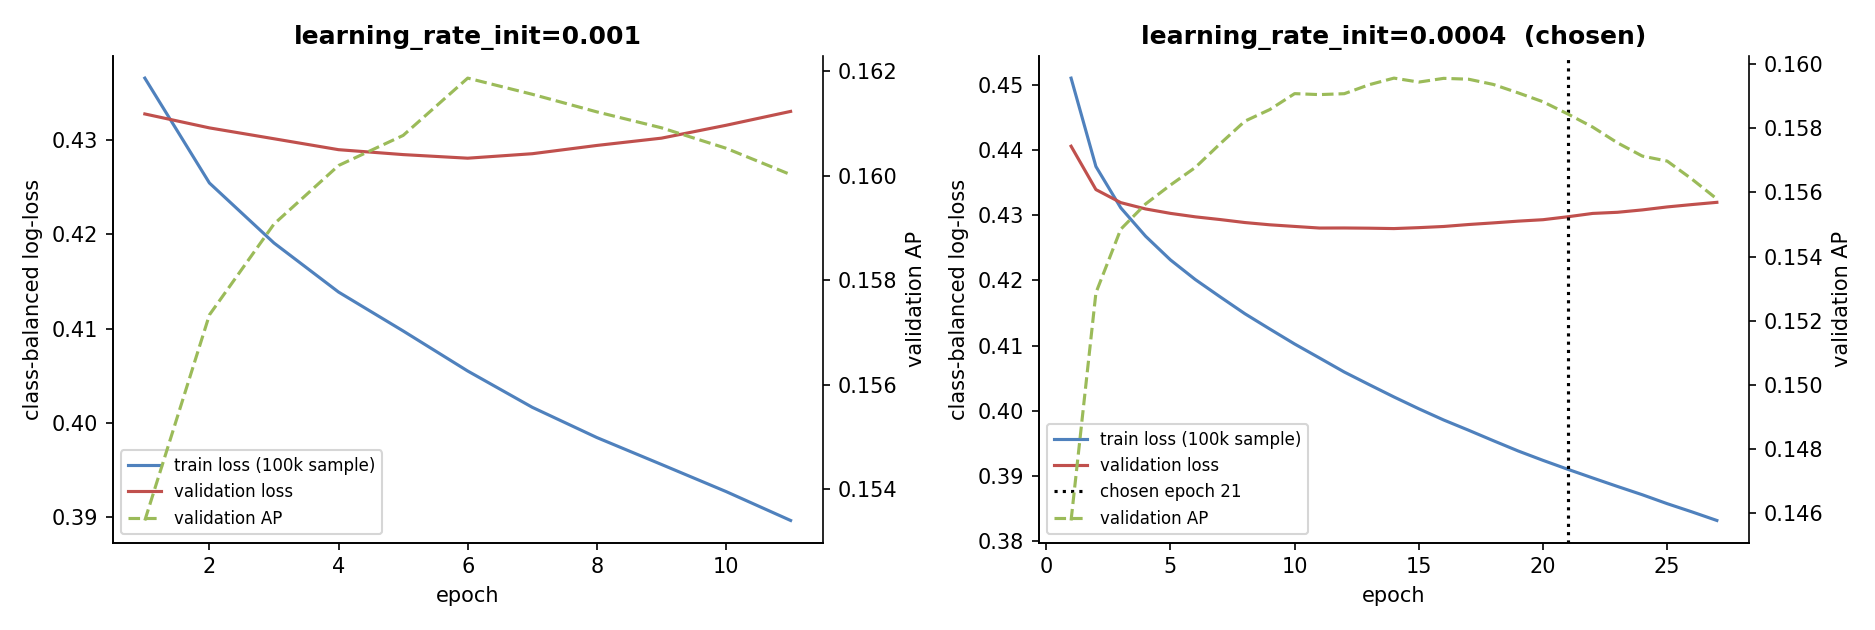 learning_rate_init=0.001
0.43
0.42
0.41
0.40
0.39
class-balanced log-loss
0.162
0.160
0.158
0.156
0.154
validation AP
train loss (100k sample)
validation loss
validation AP
2 4 6 8 10
epoch
learning_rate_init=0.0004 (chosen)
0.45
0.44
0.43
0.42
0.41
0.40
0.39
0.38
class-balanced log-loss
0.160
0.158
0.156
0.154
0.152
0.150
0.148
0.146
validation AP
train loss (100k sample)
validation loss
chosen epoch 21
validation AP
0 5 10 15 20 25
epoch